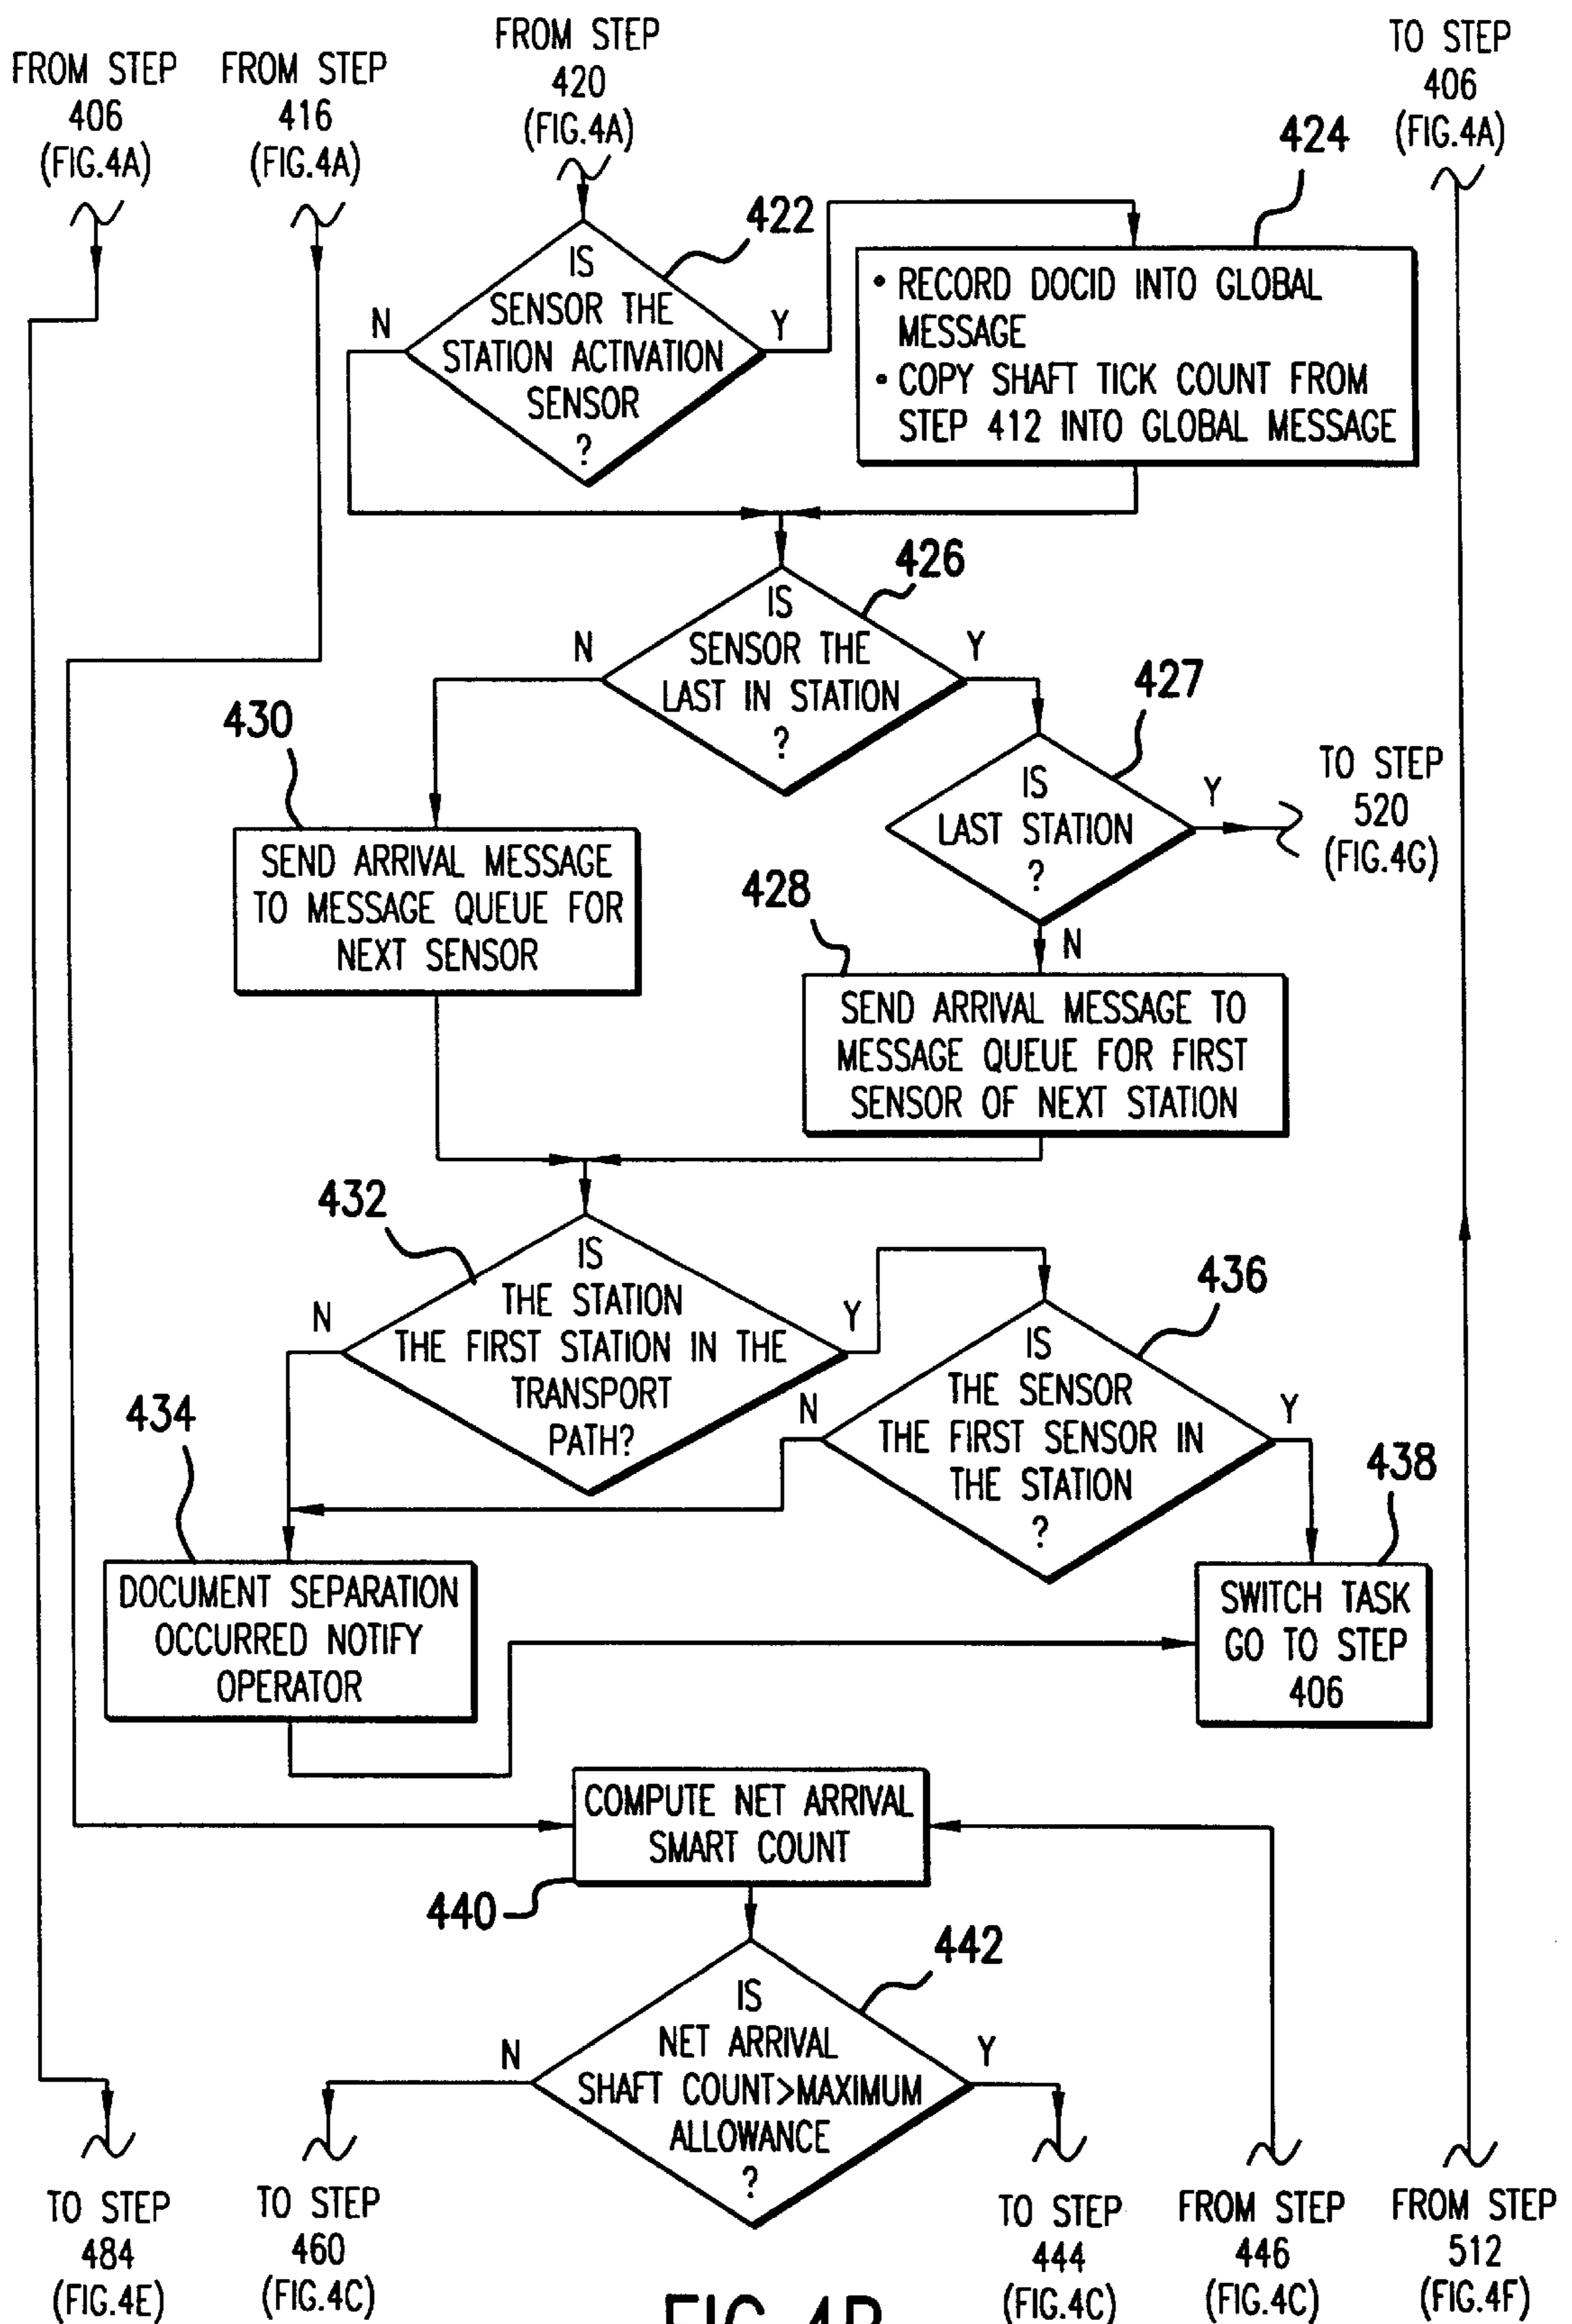 FROM STEP
406
(FIG.4A)
FROM STEP
416
(FIG.4A)
FROM STEP
420
(FIG.4A)
TO STEP
406
(FIG.4A)
422
IS
SENSOR THE
STATION ACTIVATION
SENSOR
?
N
Y
424
• RECORD DOCID INTO GLOBAL
MESSAGE
• COPY SHAFT TICK COUNT FROM
STEP 412 INTO GLOBAL MESSAGE
426
IS
SENSOR THE
LAST IN STATION
?
N
Y
427
IS
LAST STATION
?
Y
N
TO STEP
520
(FIG.4G)
430
SEND ARRIVAL MESSAGE
TO MESSAGE QUEUE FOR
NEXT SENSOR
428
SEND ARRIVAL MESSAGE TO
MESSAGE QUEUE FOR FIRST
SENSOR OF NEXT STATION
432
IS
THE STATION
THE FIRST STATION IN THE
TRANSPORT
PATH?
N
Y
436
IS
THE SENSOR
THE FIRST SENSOR IN
THE STATION
?
N
Y
434
DOCUMENT SEPARATION
OCCURRED NOTIFY
OPERATOR
438
SWITCH TASK
GO TO STEP
406
COMPUTE NET ARRIVAL
SMART COUNT
440
442
IS
NET ARRIVAL
SHAFT COUNT>MAXIMUM
ALLOWANCE
?
N
Y
TO STEP
484
(FIG.4E)
TO STEP
460
(FIG.4C)
TO STEP
444
(FIG.4C)
FROM STEP
446
(FIG.4C)
FROM STEP
512
(FIG.4F)
FIG.4B